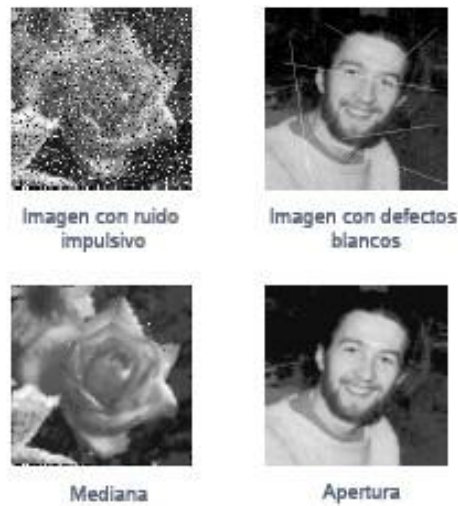 Imagen con ruido
impulsivo
Imagen con defectos
blancos
Mediana
Apertura